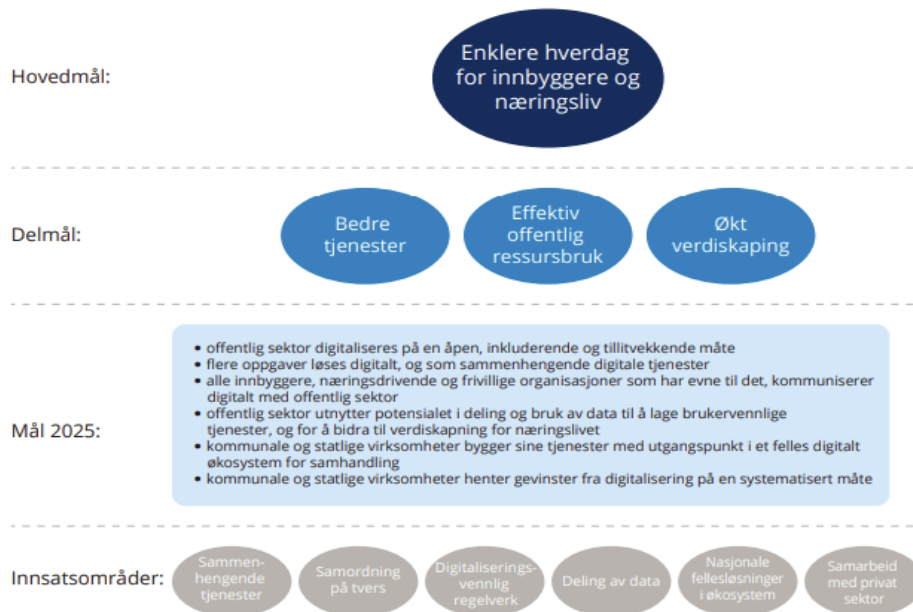 Hovedmål:
Enklere hverdag
for innbyggere og
næringsliv
Delmål:
Bedre
tjenester
Effektiv
offentlig
ressursbruk
Økt
verdiskaping
Mål 2025:
• offentlig sektor digitaliseres på en åpen, inkluderende og tillitvekkende måte
• flere oppgaver løses digitalt, og som sammenhengende digitale tjenester
• alle innbyggere, næringsdrivende og frivillige organisasjoner som har evne til det, kommuniserer
digitalt med offentlig sektor
• offentlig sektor utnytter potensialet i deling og bruk av data til å lage brukervennlige
tjenester, og for å bidra til verdiskapning for næringslivet
• kommunale og statlige virksomheter bygger sine tjenester med utgangspunkt i et felles digitalt
økosystem for samhandling
• kommunale og statlige virksomheter henter gevinster fra digitalisering på en systematisert måte
Innsatsområder:
Sammen-
hengende
tjenester
Samordning
på tvers
Digitaliserings-
vennlig
regelverk
Deling av data
Nasjonale
fellesløsninger
i økosystem
Samarbeid
med privat
sektor